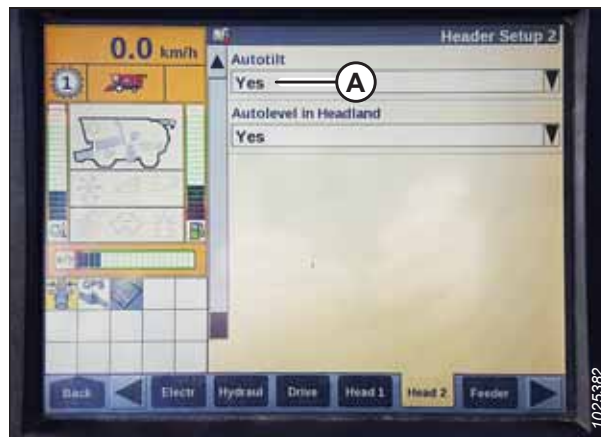 0.0 km/h
Header Setup 2
Autotilt
1
Yes
A
Autolevel in Headland
Yes
Back
Electr
Hydraul
Drive
Head 1
Head 2
Feeder
1025382